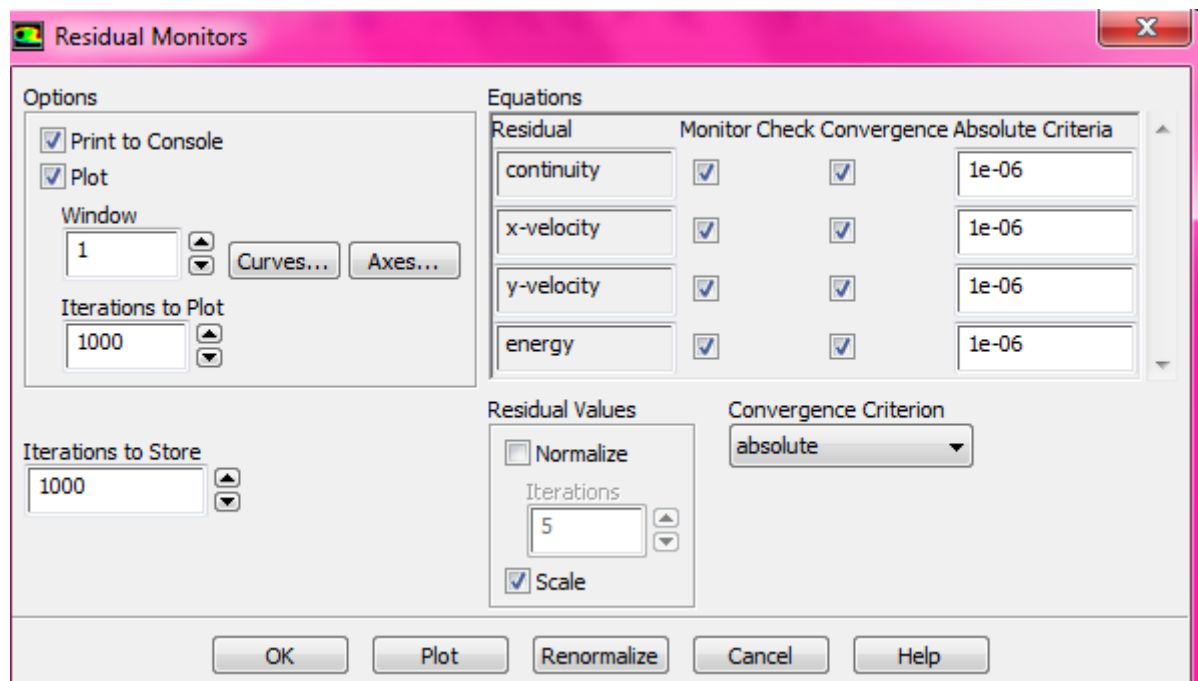 Residual Monitors
Options
Print to Console
Plot
Window
1
Curves... Axes...
Iterations to Plot
1000
Iterations to Store
1000
Equations
Residual Monitor Check Convergence Absolute Criteria
continuity 1e-06
x-velocity 1e-06
y-velocity 1e-06
energy 1e-06
Residual Values
Normalize
Iterations
5
Scale
Convergence Criterion
absolute
OK Plot Renormalize Cancel Help